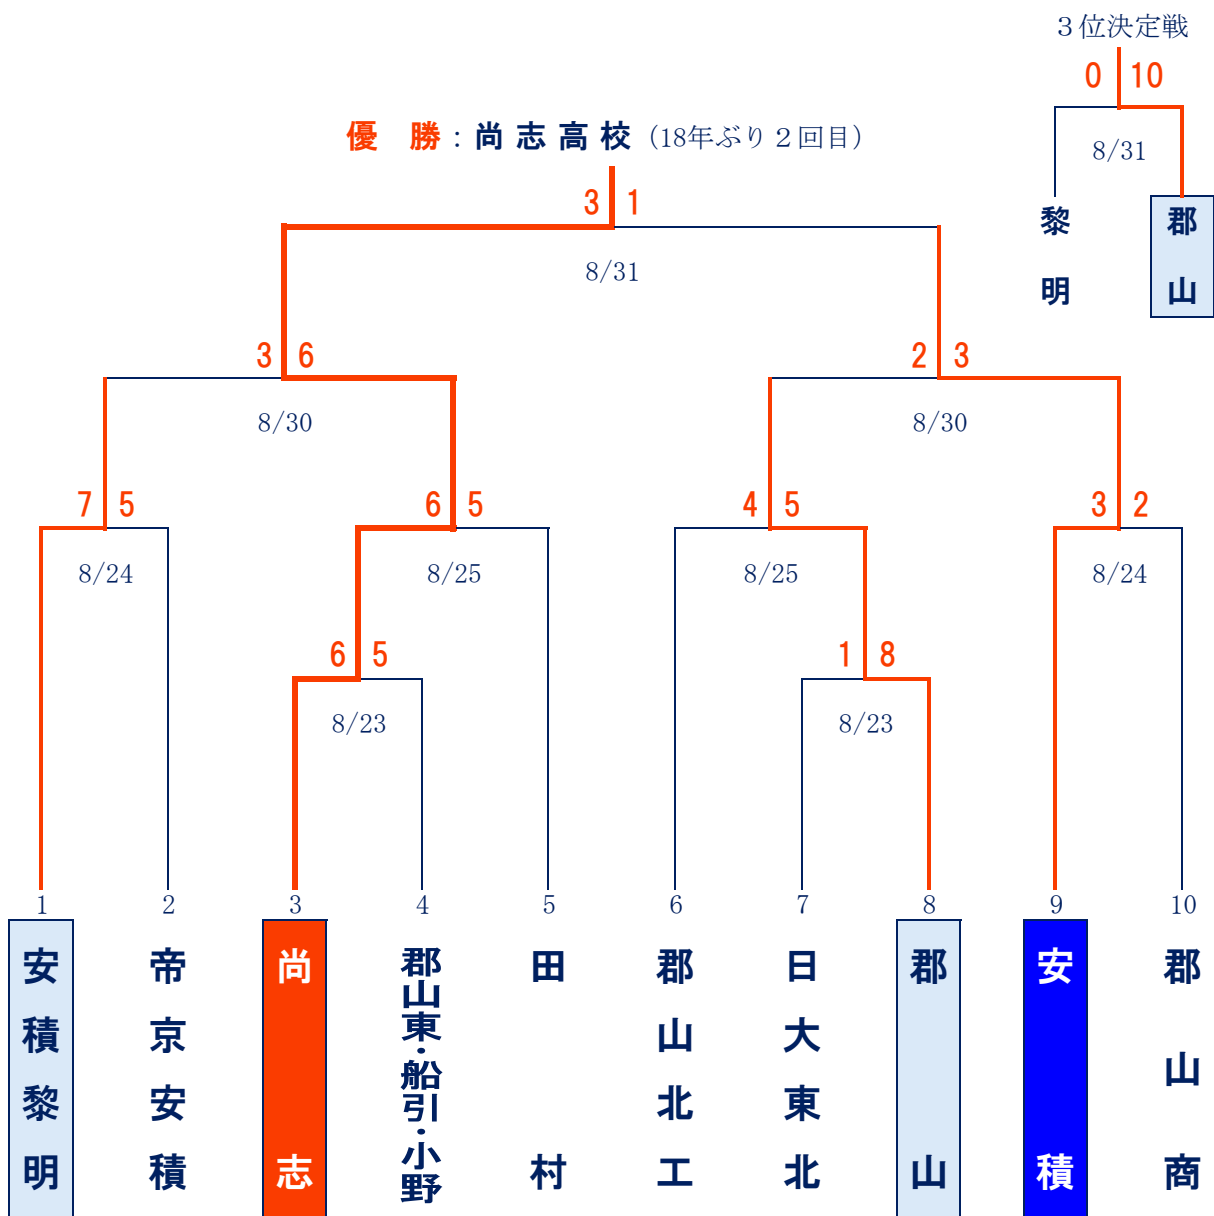 ３位決定戦
0 10
8/31
黎明
郡山
優　勝：尚志高校（18年ぶり２回目）
3 1
8/31
3 6
2 3
8/30
8/30
7 5
6 5
4 5
3 2
8/24
8/25
8/25
8/24
6 5
1 8
8/23
8/23
1 2 3 4 5 6 7 8 9 10
安積黎明
帝京安積
尚志
郡山東・船引・小野
田村
郡山北工
日大東北
郡山
安積
郡山商